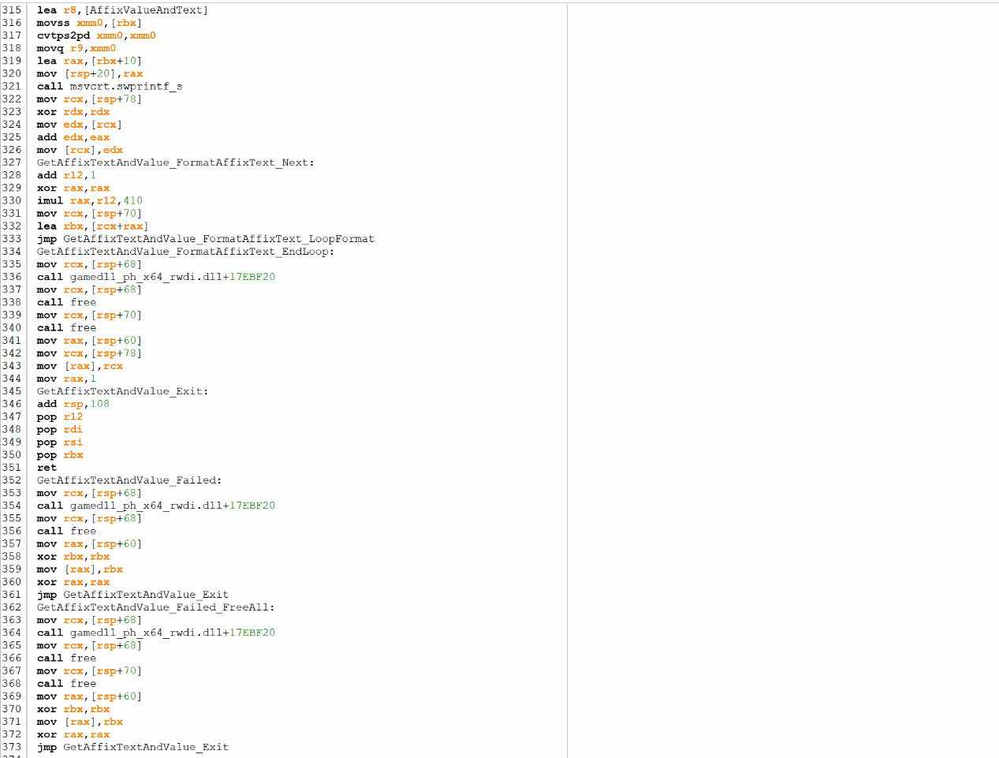 315 lea r8,[AffixValueAndText]
316 movss xmm0,[rbx]
317 cvtps2pd xmm0,xmm0
318 movq r9,xmm0
319 lea rax,[rbx+10]
320 mov [rsp+20],rax
321 call msvcrt.swprintf_s
322 mov rcx,[rsp+78]
323 xor rdx,rdx
324 mov edx,[rcx]
325 add edx,eax
326 mov [rcx],edx
327 GetAffixTextAndValue_FormatAffixText_Next:
328 add r12,1
329 xor rax,rax
330 imul rax,r12,410
331 mov rcx,[rsp+70]
332 lea rbx,[rcx+rax]
333 jmp GetAffixTextAndValue_FormatAffixText_LoopFormat
334 GetAffixTextAndValue_FormatAffixText_EndLoop:
335 mov rcx,[rsp+68]
336 call gamedll_ph_x64_rwdi.dll+17EBF20
337 mov rcx,[rsp+68]
338 call free
339 mov rcx,[rsp+70]
340 call free
341 mov rax,[rsp+60]
342 mov rcx,[rsp+78]
343 mov [rax],rcx
344 mov rax,1
345 GetAffixTextAndValue_Exit:
346 add rsp,108
347 pop r12
348 pop rdi
349 pop rsi
350 pop rbx
351 ret
352 GetAffixTextAndValue_Failed:
353 mov rcx,[rsp+68]
354 call gamedll_ph_x64_rwdi.dll+17EBF20
355 mov rcx,[rsp+68]
356 call free
357 mov rax,[rsp+60]
358 xor rbx,rbx
359 mov [rax],rbx
360 xor rax,rax
361 jmp GetAffixTextAndValue_Exit
362 GetAffixTextAndValue_Failed_FreeAll:
363 mov rcx,[rsp+68]
364 call gamedll_ph_x64_rwdi.dll+17EBF20
365 mov rcx,[rsp+68]
366 call free
367 mov rcx,[rsp+70]
368 call free
369 mov rax,[rsp+60]
370 xor rbx,rbx
371 mov [rax],rbx
372 xor rax,rax
373 jmp GetAffixTextAndValue_Exit